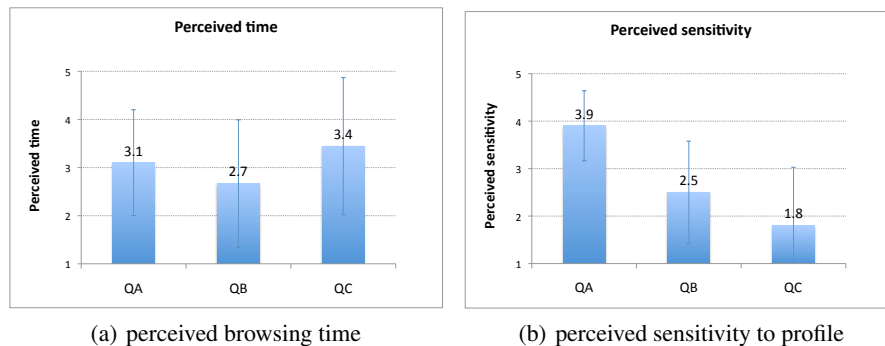 Perceived time
Perceived time
5
4
3
2
1
3.1
2.7
3.4
QA
QB
QC
(a) perceived browsing time
Perceived sensitivity
Perceived sensitivity
5
4
3
2
1
3.9
2.5
1.8
QA
QB
QC
(b) perceived sensitivity to profile